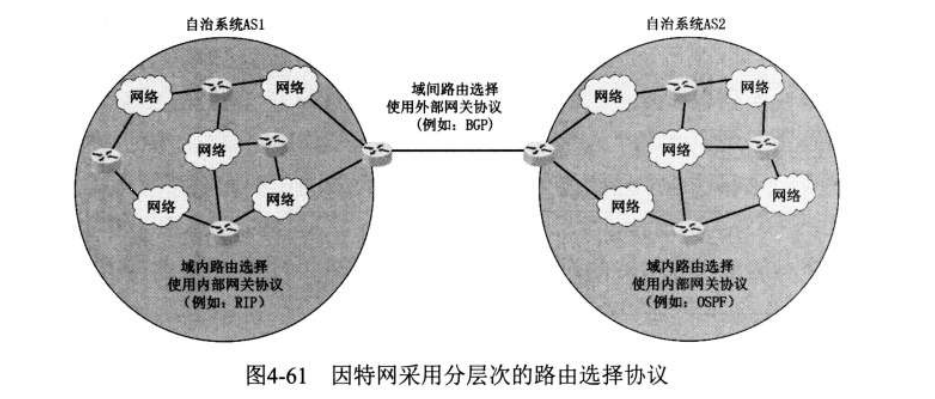 自治系统AS1
自治系统AS2
域间路由选择
使用外部网关协议
(例如：BGP)
网络
网络
网络
网络
网络
网络
网络
网络
网络
网络
域内路由选择
使用内部网关协议
(例如：RIP)
域内路由选择
使用内部网关协议
(例如：OSPF)
图4-61 因特网采用分层次的路由选择协议